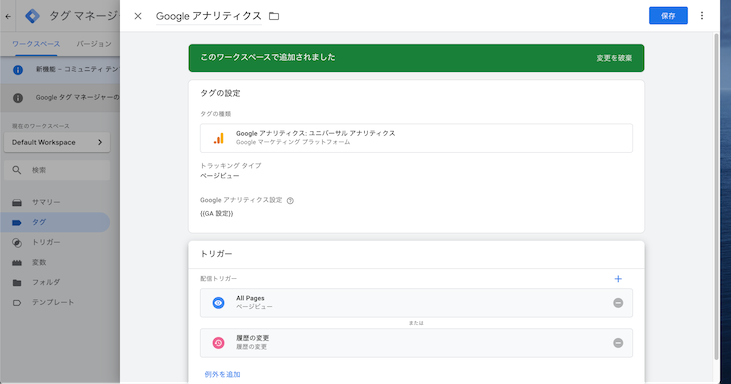 タグ マネージャ
Google アナリティクス
保存
ワークスペース
バージョン
新機能 – コミュニティ テン
Google タグ マネージャーの
現在のワークスペース
Default Workspace
検索
サマリー
タグ
トリガー
変数
フォルダ
テンプレート
このワークスペースで追加されました
変更を破棄
タグの設定
タグの種類
Google アナリティクス: ユニバーサル アナリティクス
Google マーケティング プラットフォーム
トラッキング タイプ
ページビュー
Google アナリティクス設定
{{GA 設定}}
トリガー
配信トリガー
All Pages
ページビュー
または
履歴の変更
履歴の変更
例外を追加